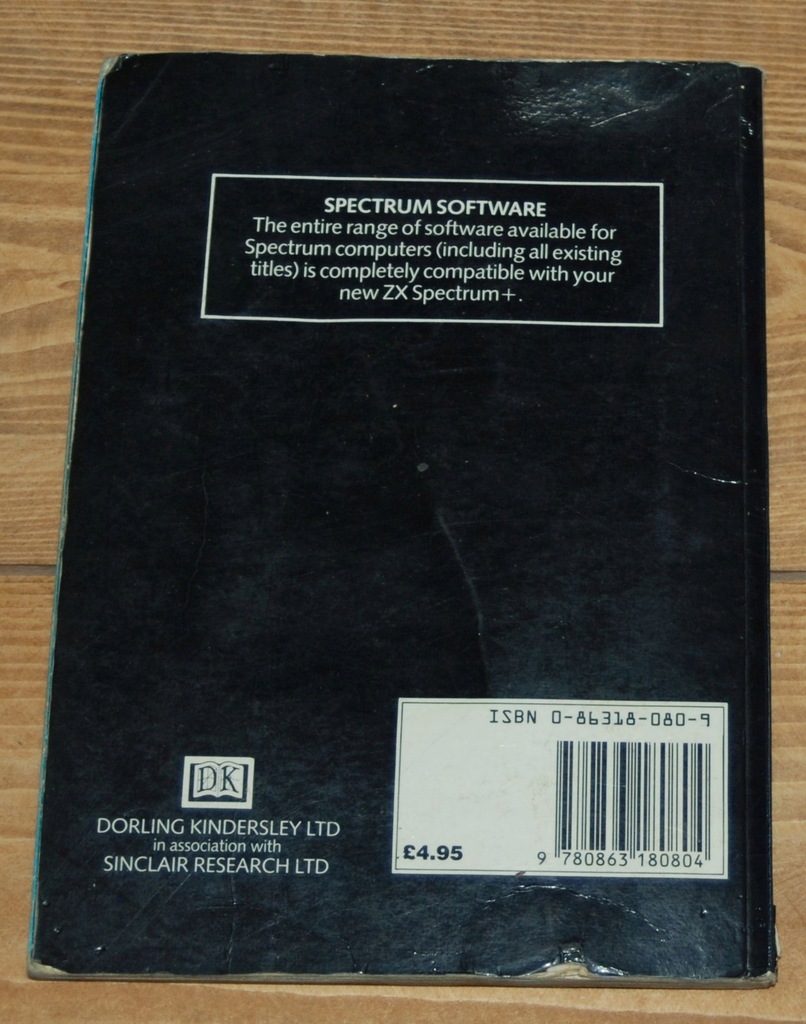 SPECTRUM SOFTWARE
The entire range of software available for
Spectrum computers (including all existing
titles) is completely compatible with your
new ZX Spectrum+.
ISBN 0-86318-080-9
DK
DORLING KINDERSLEY LTD
in association with
SINCLAIR RESEARCH LTD
£4.95
9 780863 180804